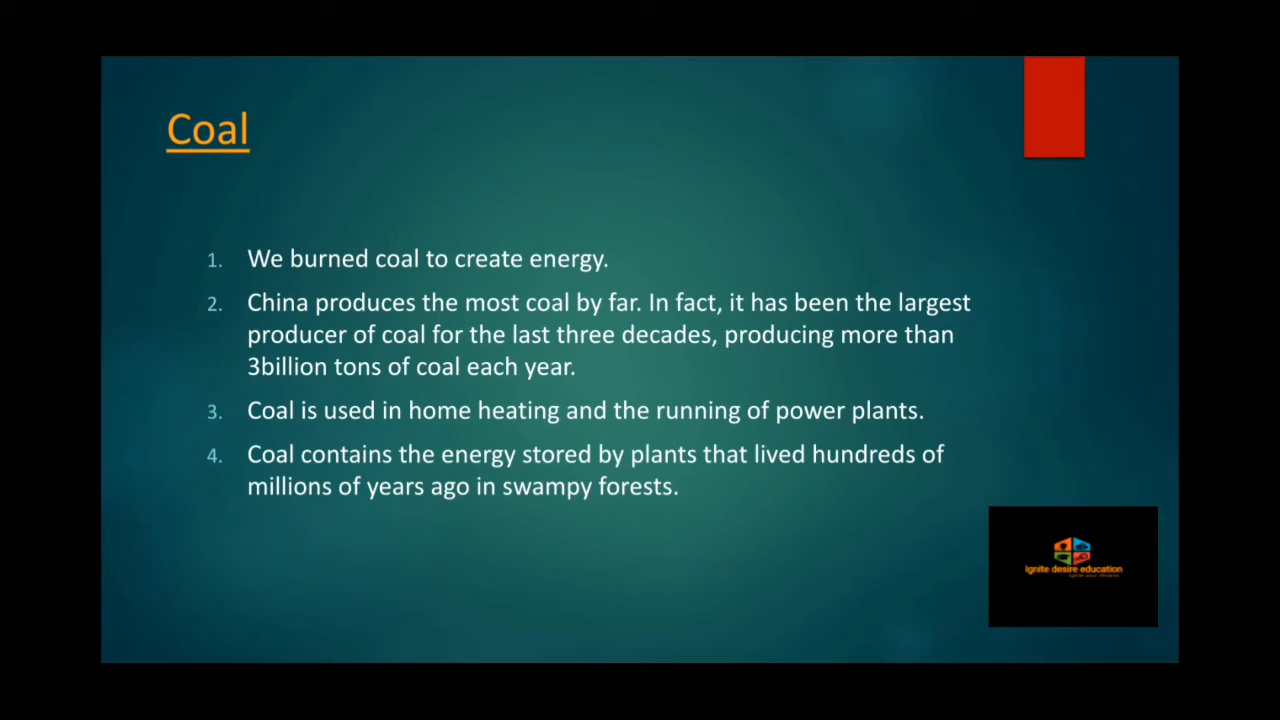 Coal
1. We burned coal to create energy.
2. China produces the most coal by far. In fact, it has been the largest
producer of coal for the last three decades, producing more than
3billion tons of coal each year.
3. Coal is used in home heating and the running of power plants.
4. Coal contains the energy stored by plants that lived hundreds of
millions of years ago in swampy forests.
Ignite desire education